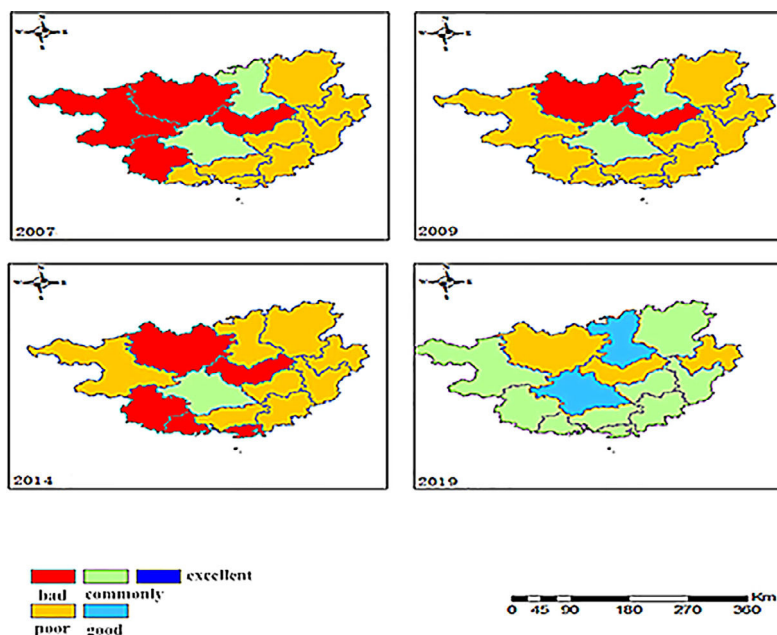 N
W E
S
2007
N
W E
S
2009
N
W E
S
2014
N
W E
S
2019
excellent
bad commonly
poor good
Km
0 45 90 180 270 360